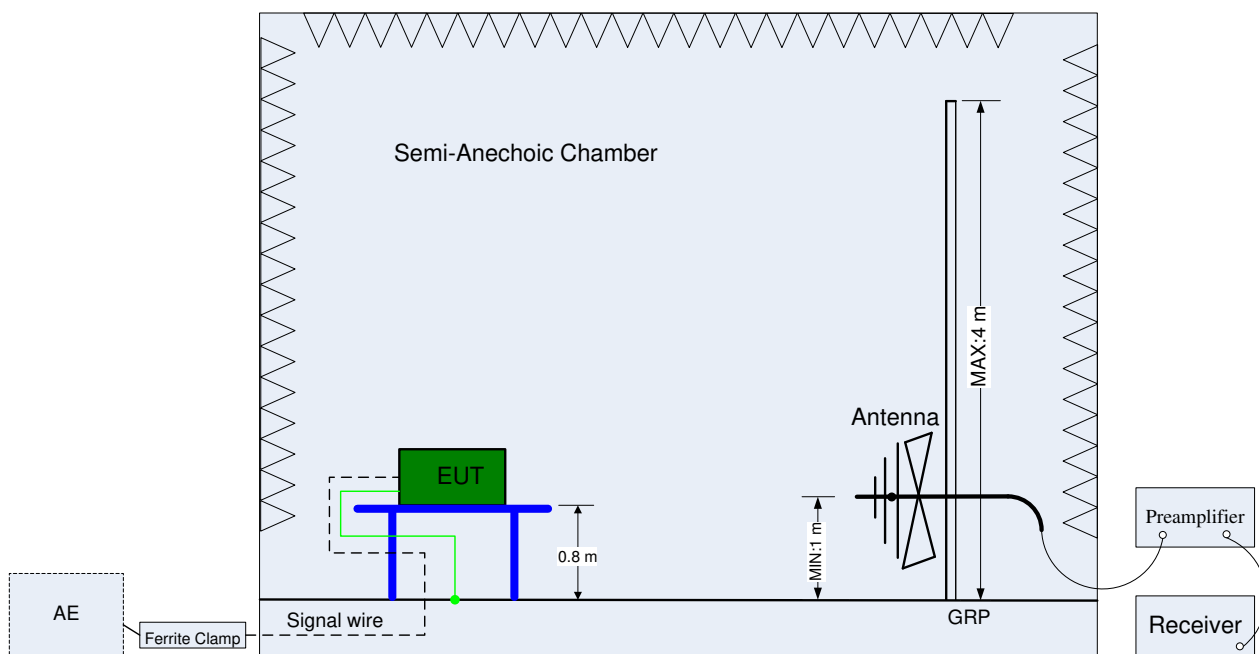 Semi-Anechoic Chamber
MAX:4 m
Antenna
EUT
Preamplifier
MIN:1 m
0.8 m
AE
Signal wire
GRP
Receiver
Ferrite Clamp